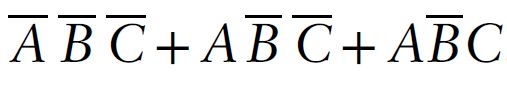 A̅ B̅ C̅ + A B̅ C̅ + A B̅ C